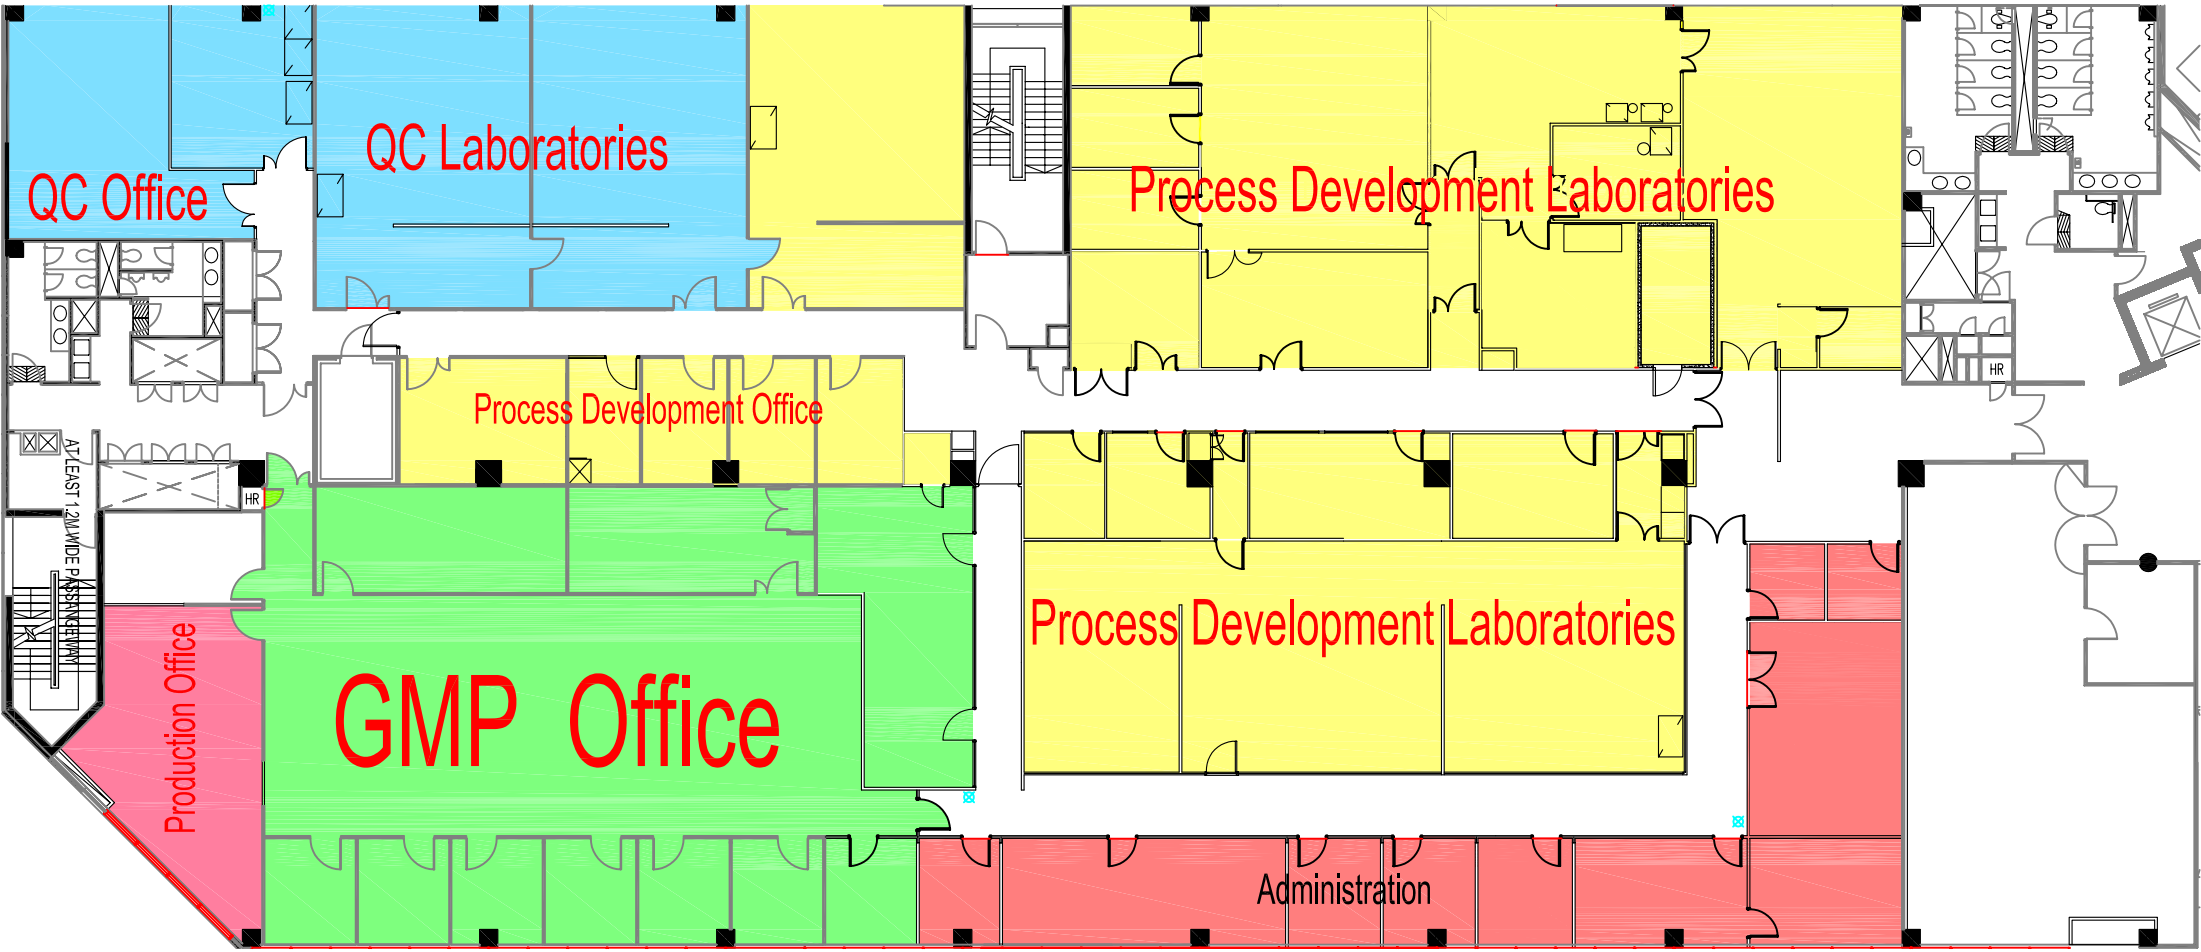 QC Laboratories
QC Office
Process Development Laboratories
HR
Process Development Office
AT LEAST 1.2M WIDE PASSANGEWAY
HR
Process Development Laboratories
Production Office
GMP Office
Administration